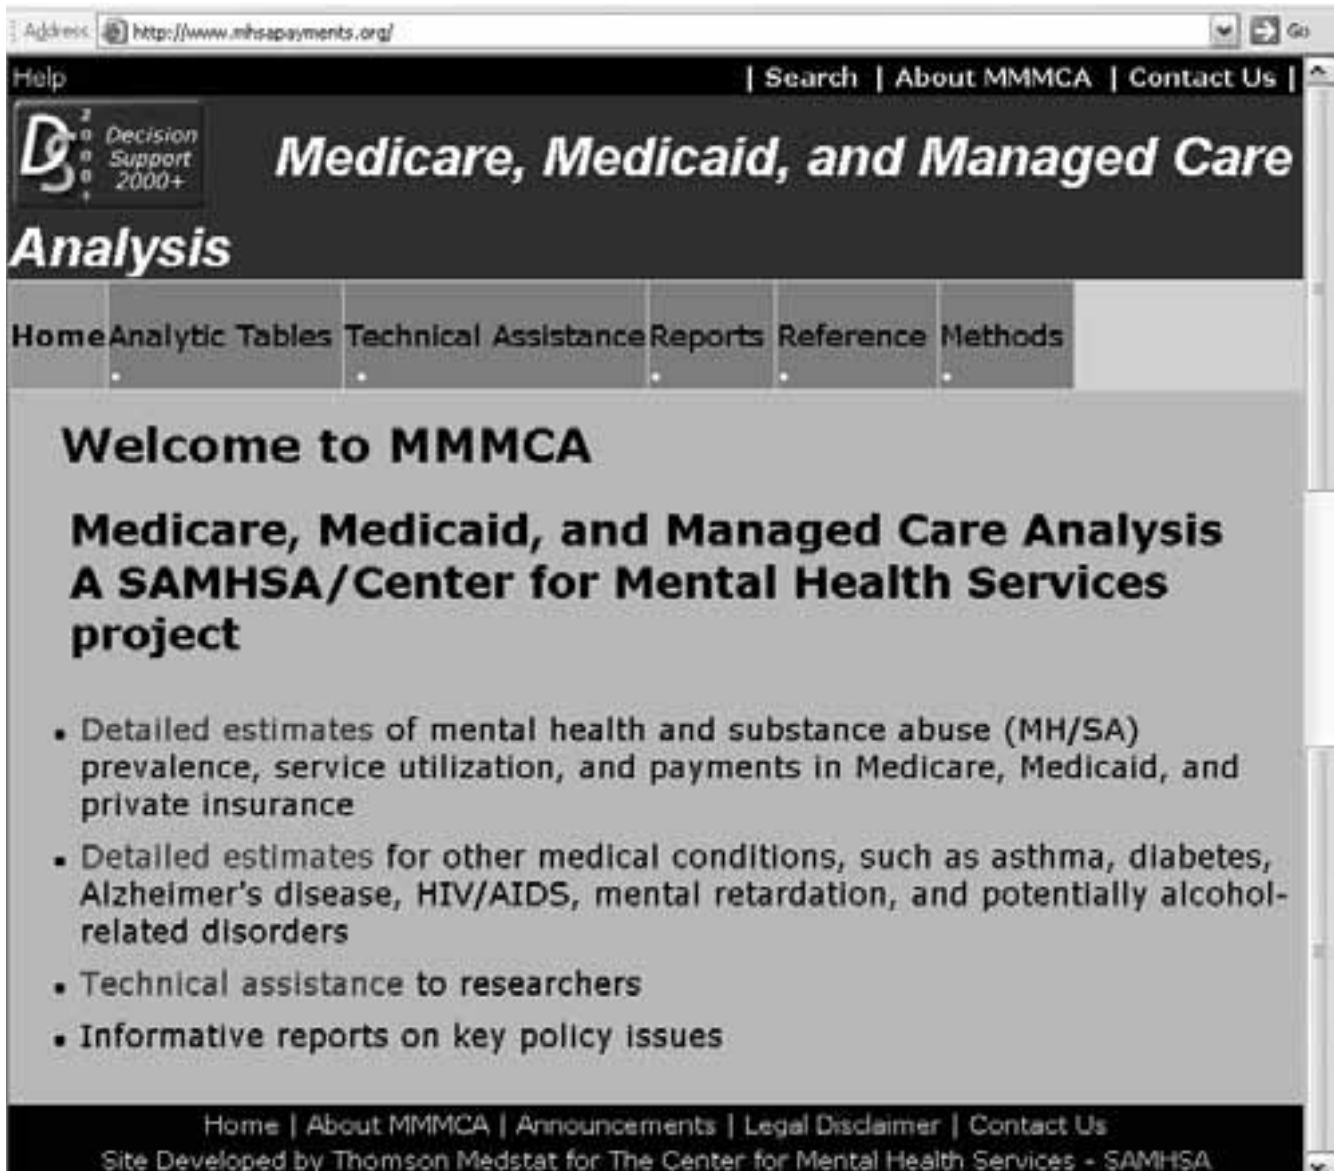 Address http://www.mhsapayments.org/ Go
Help | Search | About MMMCA | Contact Us |
DS 2000+ Decision Support 2000+
Medicare, Medicaid, and Managed Care
Analysis
Home Analytic Tables Technical Assistance Reports Reference Methods
Welcome to MMMCA
Medicare, Medicaid, and Managed Care Analysis
A SAMHSA/Center for Mental Health Services
project
▪ Detailed estimates of mental health and substance abuse (MH/SA)
prevalence, service utilization, and payments in Medicare, Medicaid, and
private insurance
▪ Detailed estimates for other medical conditions, such as asthma, diabetes,
Alzheimer's disease, HIV/AIDS, mental retardation, and potentially alcohol-
related disorders
▪ Technical assistance to researchers
▪ Informative reports on key policy issues
Home | About MMMCA | Announcements | Legal Disclaimer | Contact Us
Site Developed by Thomson Medstat for The Center for Mental Health Services - SAMHSA